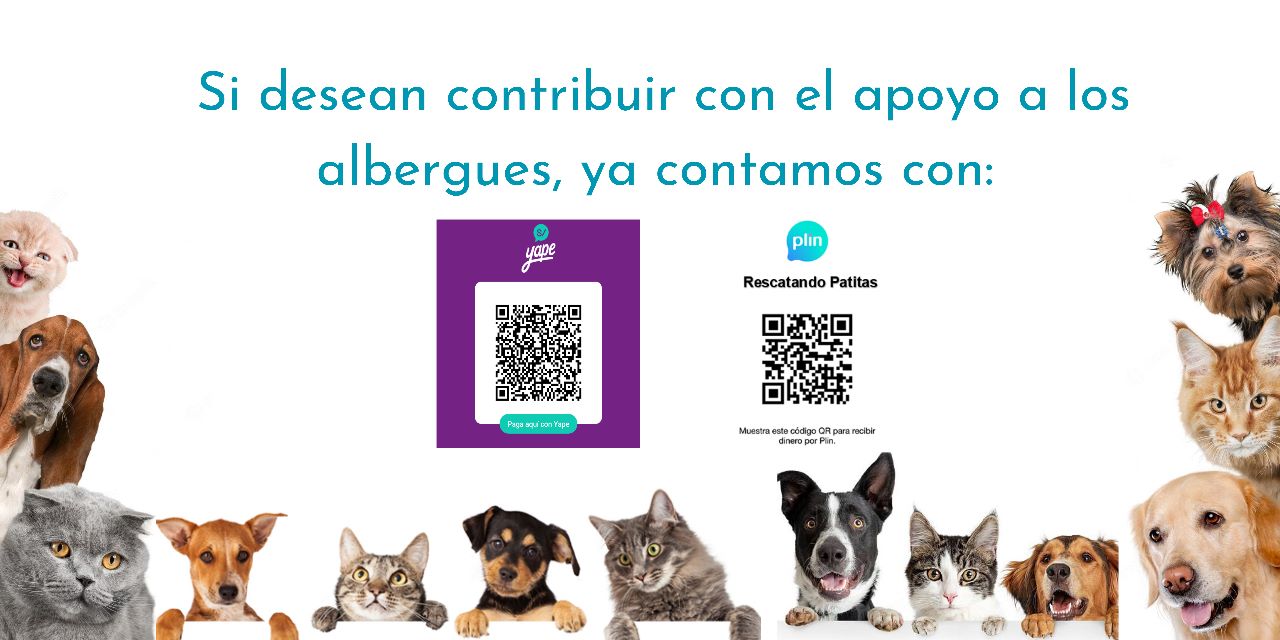 Si desean contribuir con el apoyo a los
albergues, ya contamos con:
S/
yape
Paga aquí con Yape
plin
Rescatando Patitas
Muestra este código QR para recibir
dinero por Plin.